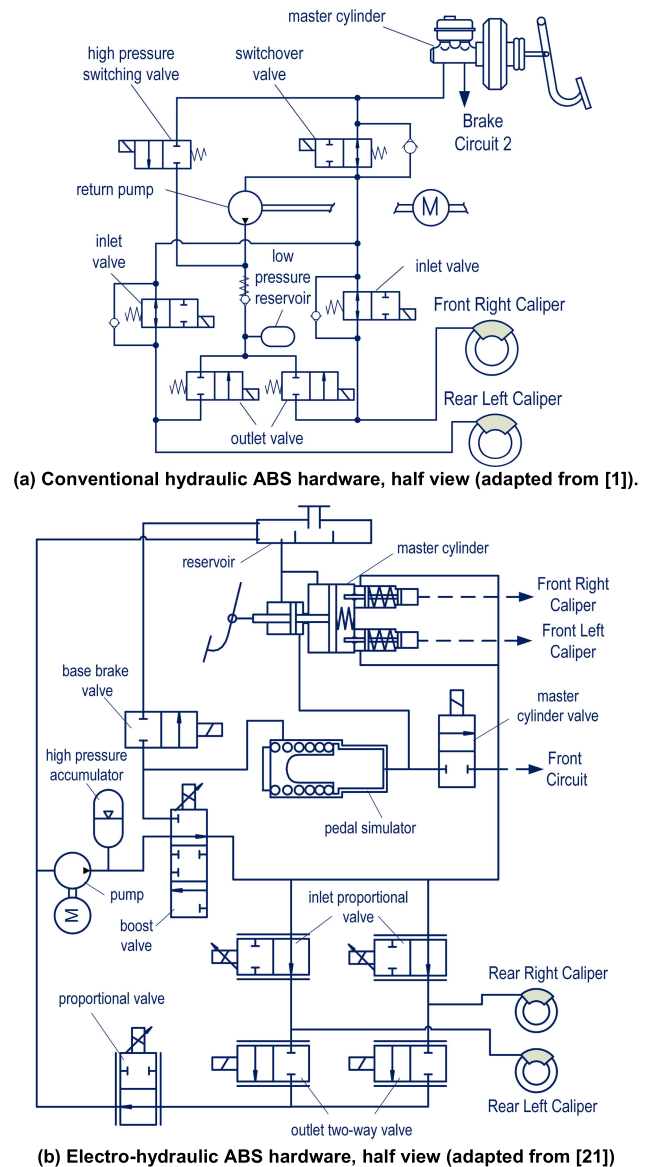 master cylinder
high pressure
switching valve
switchover
valve
Brake
Circuit 2
return pump
M
inlet
valve
low
pressure
reservoir
inlet valve
Front Right Caliper
Rear Left Caliper
outlet valve
(a) Conventional hydraulic ABS hardware, half view (adapted from [1]).
reservoir
master cylinder
Front Right
Caliper
Front Left
Caliper
base brake
valve
master
cylinder valve
high pressure
accumulator
Front
Circuit
pedal simulator
pump
M
boost
valve
inlet proportional
valve
Rear Right Caliper
proportional valve
Rear Left Caliper
outlet two-way valve
(b) Electro-hydraulic ABS hardware, half view (adapted from [21])